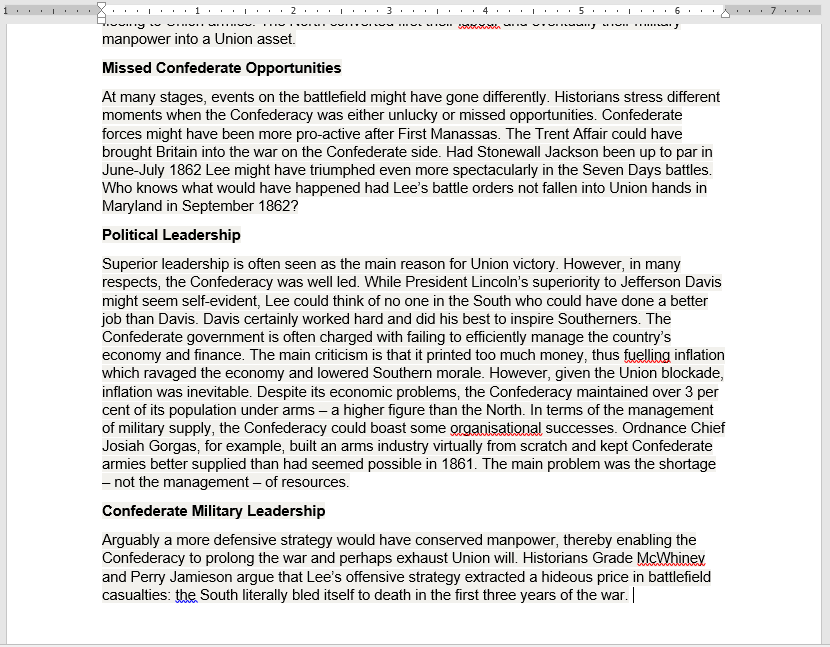 1 1 2 3 4 5 6 7
manpower into a Union asset.
Missed Confederate Opportunities
At many stages, events on the battlefield might have gone differently. Historians stress different
moments when the Confederacy was either unlucky or missed opportunities. Confederate
forces might have been more pro-active after First Manassas. The Trent Affair could have
brought Britain into the war on the Confederate side. Had Stonewall Jackson been up to par in
June-July 1862 Lee might have triumphed even more spectacularly in the Seven Days battles.
Who knows what would have happened had Lee’s battle orders not fallen into Union hands in
Maryland in September 1862?
Political Leadership
Superior leadership is often seen as the main reason for Union victory. However, in many
respects, the Confederacy was well led. While President Lincoln’s superiority to Jefferson Davis
might seem self-evident, Lee could think of no one in the South who could have done a better
job than Davis. Davis certainly worked hard and did his best to inspire Southerners. The
Confederate government is often charged with failing to efficiently manage the country’s
economy and finance. The main criticism is that it printed too much money, thus fuelling inflation
which ravaged the economy and lowered Southern morale. However, given the Union blockade,
inflation was inevitable. Despite its economic problems, the Confederacy maintained over 3 per
cent of its population under arms – a higher figure than the North. In terms of the management
of military supply, the Confederacy could boast some organisational successes. Ordnance Chief
Josiah Gorgas, for example, built an arms industry virtually from scratch and kept Confederate
armies better supplied than had seemed possible in 1861. The main problem was the shortage
– not the management – of resources.
Confederate Military Leadership
Arguably a more defensive strategy would have conserved manpower, thereby enabling the
Confederacy to prolong the war and perhaps exhaust Union will. Historians Grade McWhiney
and Perry Jamieson argue that Lee’s offensive strategy extracted a hideous price in battlefield
casualties: the South literally bled itself to death in the first three years of the war.